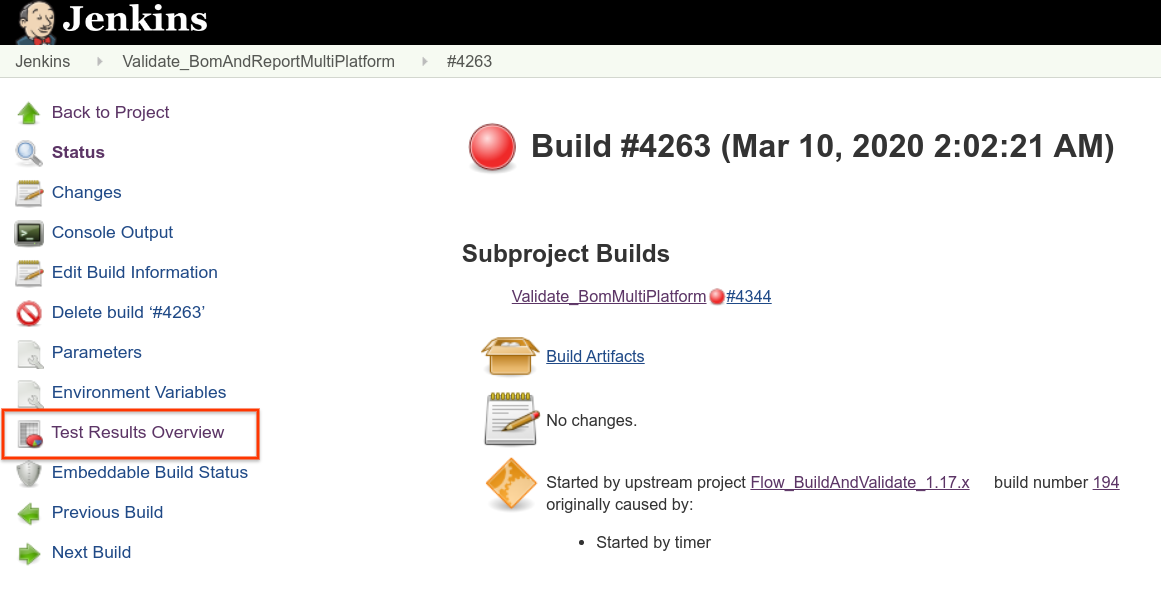 Jenkins
Jenkins Validate_BomAndReportMultiPlatform #4263
Back to Project
Status
Changes
Console Output
Edit Build Information
Delete build ‘#4263’
Parameters
Environment Variables
Test Results Overview
Embeddable Build Status
Previous Build
Next Build
Build #4263 (Mar 10, 2020 2:02:21 AM)
Subproject Builds
Validate_BomMultiPlatform #4344
Build Artifacts
No changes.
Started by upstream project Flow_BuildAndValidate_1.17.x build number 194
originally caused by:
• Started by timer